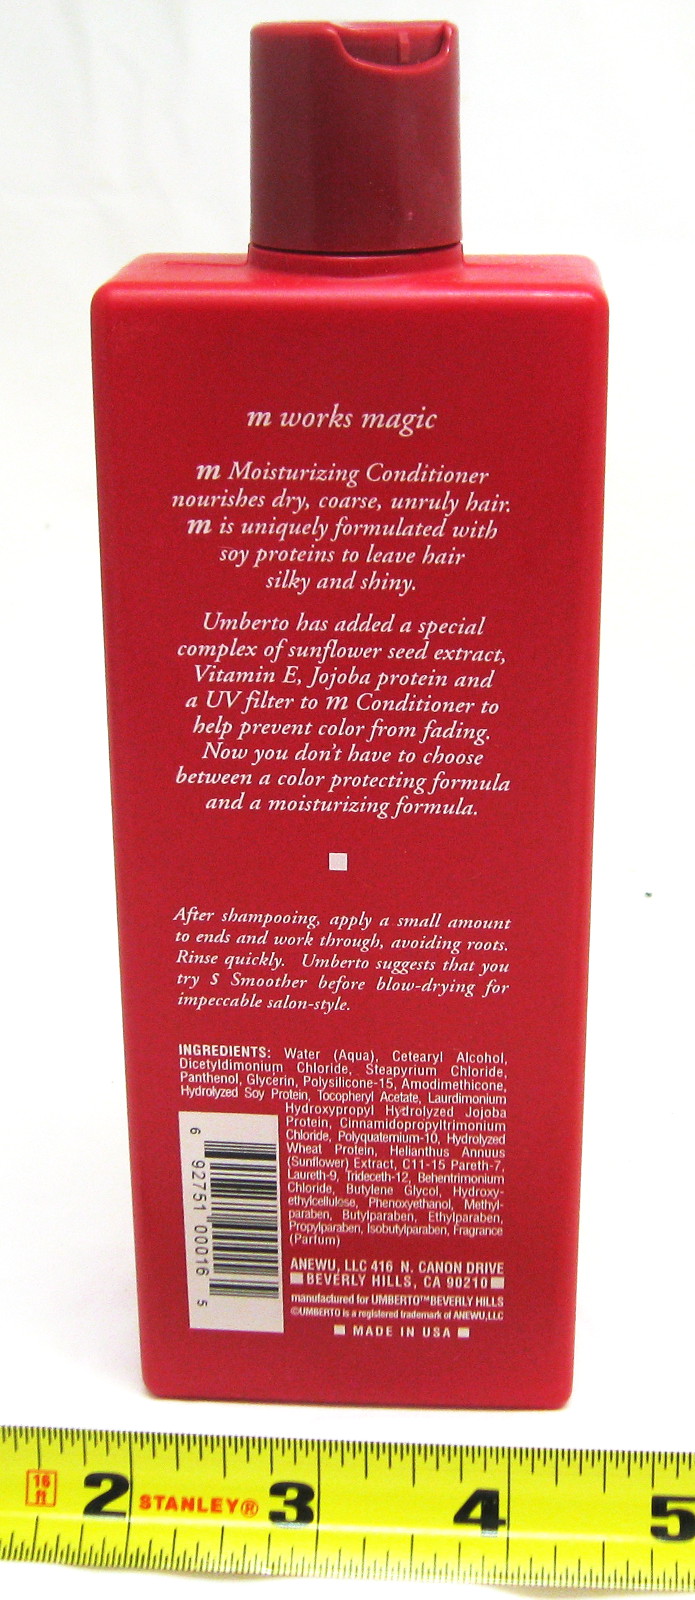 m works magic
m Moisturizing Conditioner
nourishes dry, coarse, unruly hair.
m is uniquely formulated with
soy proteins to leave hair
silky and shiny.
Umberto has added a special
complex of sunflower seed extract,
Vitamin E, Jojoba protein and
a UV filter to m Conditioner to
help prevent color from fading.
Now you don't have to choose
between a color protecting formula
and a moisturizing formula.
After shampooing, apply a small amount
to ends and work through, avoiding roots.
Rinse quickly. Umberto suggests that you
try S Smoother before blow-drying for
impeccable salon-style.
INGREDIENTS: Water (Aqua), Cetearyl Alcohol,
Dicetyldimonium Chloride, Steapyrium Chloride,
Panthenol, Glycerin, Polysilicone-15, Amodimethicone,
Hydrolyzed Soy Protein, Tocopheryl Acetate, Laurdimonium
Hydroxypropyl Hydrolyzed Jojoba
Protein, Cinnamidopropyltrimonium
Chloride, Polyquaternium-10, Hydrolyzed
Wheat Protein, Helianthus Annuus
(Sunflower) Extract, C11-15 Pareth-7,
Laureth-9, Trideceth-12, Behentrimonium
Chloride, Butylene Glycol, Hydroxy-
ethylcellulose, Phenoxyethanol, Methyl-
paraben, Butylparaben, Ethylparaben,
Propylparaben, Isobutylparaben, Fragrance
(Parfum)
6 92751 00016 5
ANEWU, LLC 416 N. CANON DRIVE
BEVERLY HILLS, CA 90210
manufactured for UMBERTO™BEVERLY HILLS
©UMBERTO is a registered trademark of ANEWU,LLC
MADE IN USA
16 ft 2 STANLEY® 3 4 5